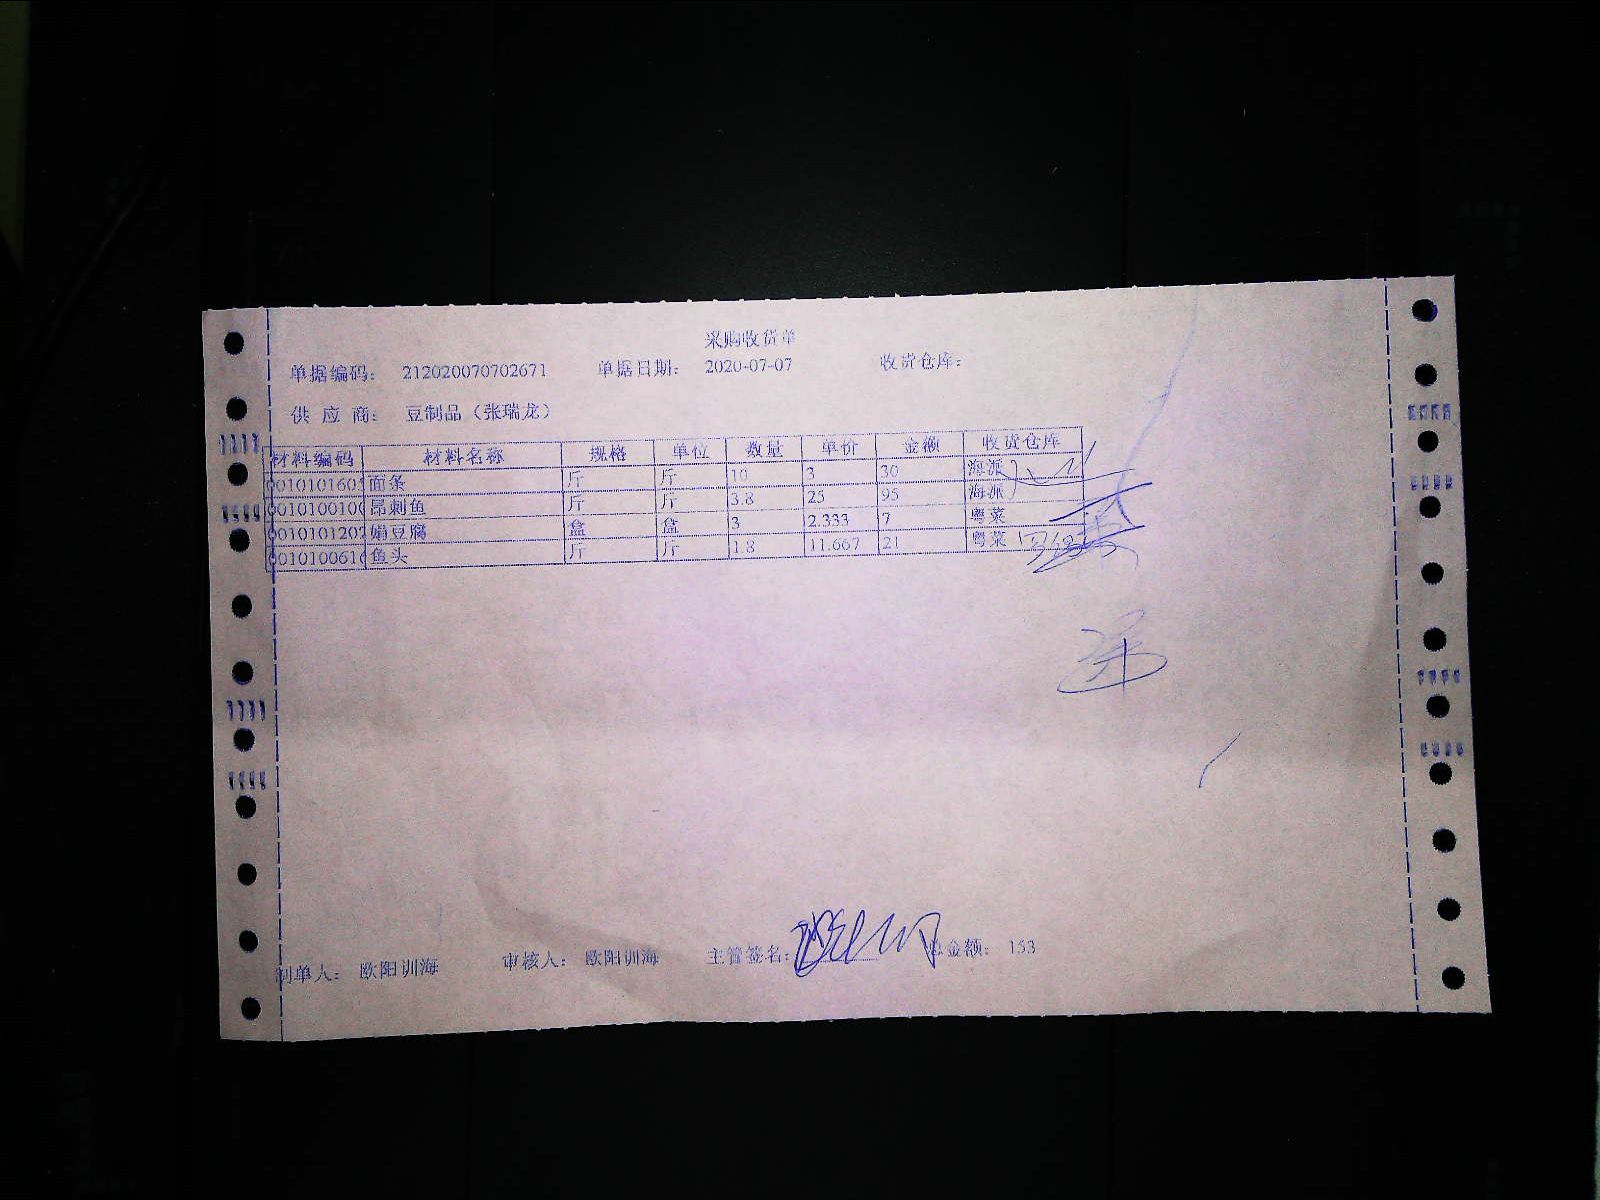 采购收货单
单据编码： 212020070702671 单据日期： 2020-07-07 收货仓库：
供 应 商： 豆制品（张瑞龙）
材料编码 材料名称 规格 单位 数量 单价 金额 收货仓库
001010160 面条 斤 斤 10 3 30 海派
001010010 昂刺鱼 斤 斤 3.8 25 95 海派
001010120 绢豆腐 盒 盒 3 2.333 7 粤菜
001010061 鱼头 斤 斤 1.8 11.667 21 粤菜
制单人： 欧阳训海 审核人： 欧阳训海 主管签名： 总金额： 153